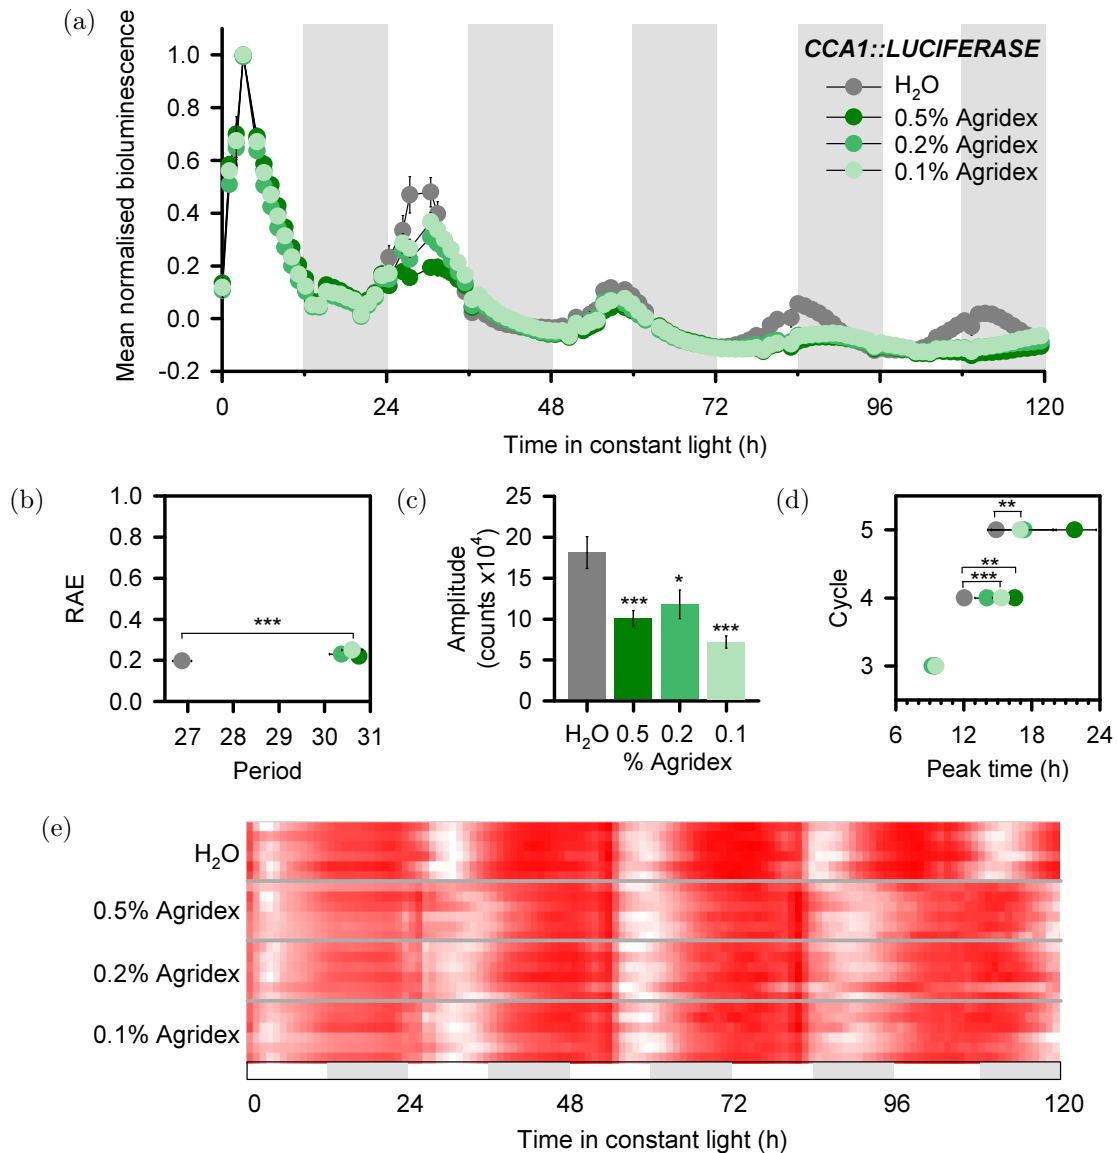 (a)
Mean normalised bioluminescence
1.0
0.8
0.6
0.4
0.2
0.0
-0.2
CCA1::LUCIFERASE
H₂O
0.5% Agridex
0.2% Agridex
0.1% Agridex
0 24 48 72 96 120
Time in constant light (h)
(b)
RAE
1.0
0.8
0.6
0.4
0.2
0.0
***
27 28 29 30 31
Period
(c)
Amplitude
(counts x10⁴)
25
20
15
10
5
0
***
*
***
H₂O 0.5 0.2 0.1
% Agridex
(d)
Cycle
5
4
3
**
**
***
6 12 18 24
Peak time (h)
(e)
H₂O
0.5% Agridex
0.2% Agridex
0.1% Agridex
0 24 48 72 96 120
Time in constant light (h)